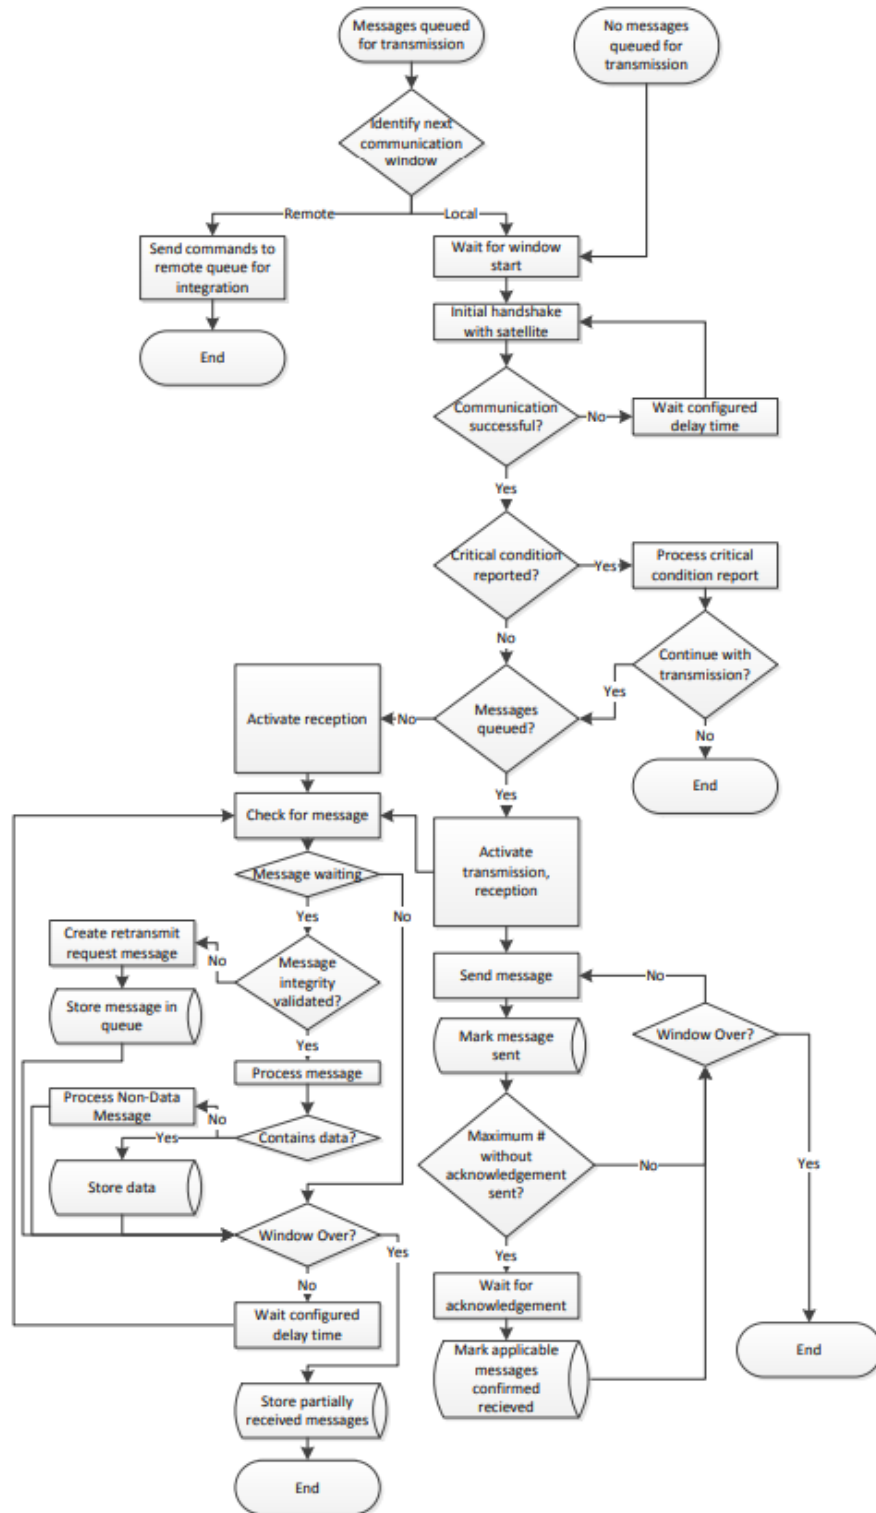 Messages queued
for transmission
No messages
queued for
transmission
Identify next
communication
window
Remote
Local
Send commands to
remote queue for
integration
Wait for window
start
End
Initial handshake
with satellite
Communication
successful?
No
Wait configured
delay time
Yes
Critical condition
reported?
Yes
Process critical
condition report
No
Continue with
transmission?
Yes
No
End
Messages
queued?
No
Activate reception
Yes
Check for message
Activate
transmission,
reception
Message waiting
Yes
No
Create retransmit
request message
No
Message
integrity
validated?
Store message in
queue
Yes
Process message
Process Non-Data
Message
No
Contains data?
Yes
Store data
Window Over?
Yes
No
Wait configured
delay time
Store partially
received messages
End
Send message
No
Mark message
sent
Window Over?
Maximum #
without
acknowledgement
sent?
No
Yes
Yes
Wait for
acknowledgement
Mark applicable
messages
confirmed
recieved
End